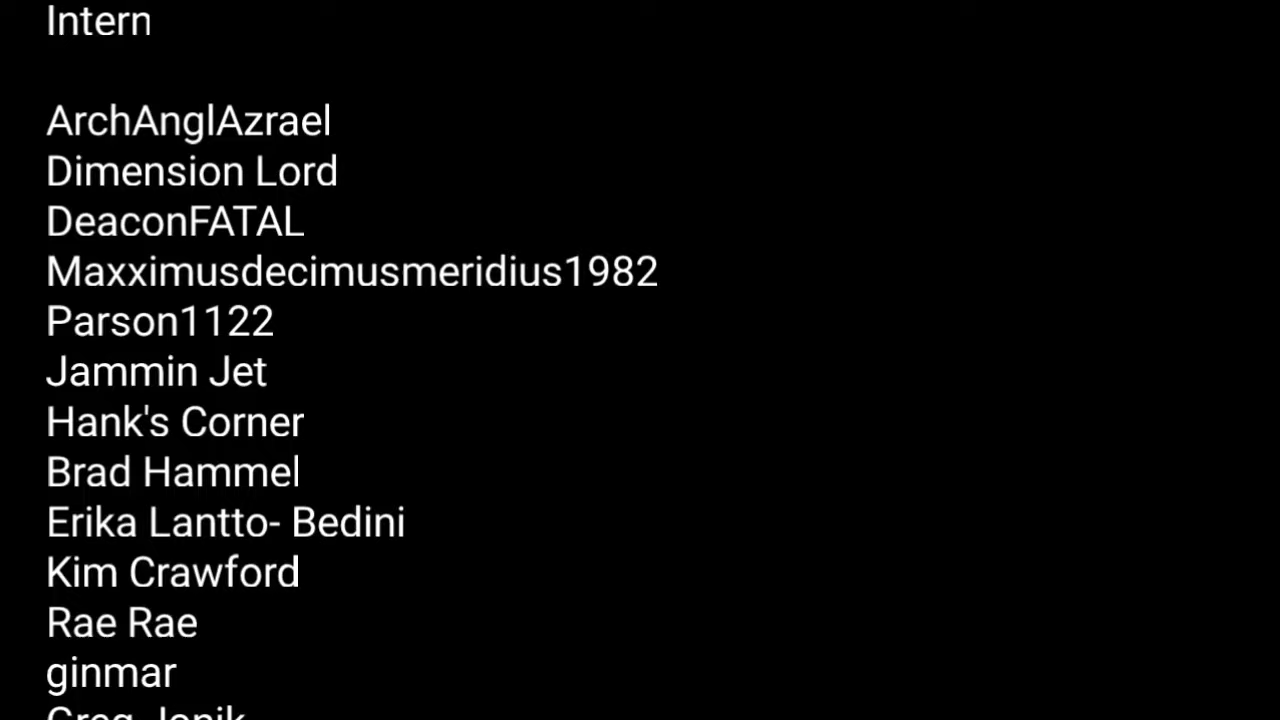 Intern
ArchAnglAzrael
Dimension Lord
DeaconFATAL
Maxximusdecimusmeridius1982
Parson1122
Jammin Jet
Hank's Corner
Brad Hammel
Erika Lantto- Bedini
Kim Crawford
Rae Rae
ginmar
Greg